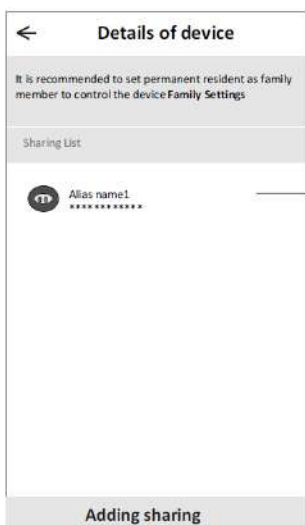 Details of device
It is recommended to set permanent resident as family
member to control the device Family Settings
Sharing List
Alias name1
************
Adding sharing